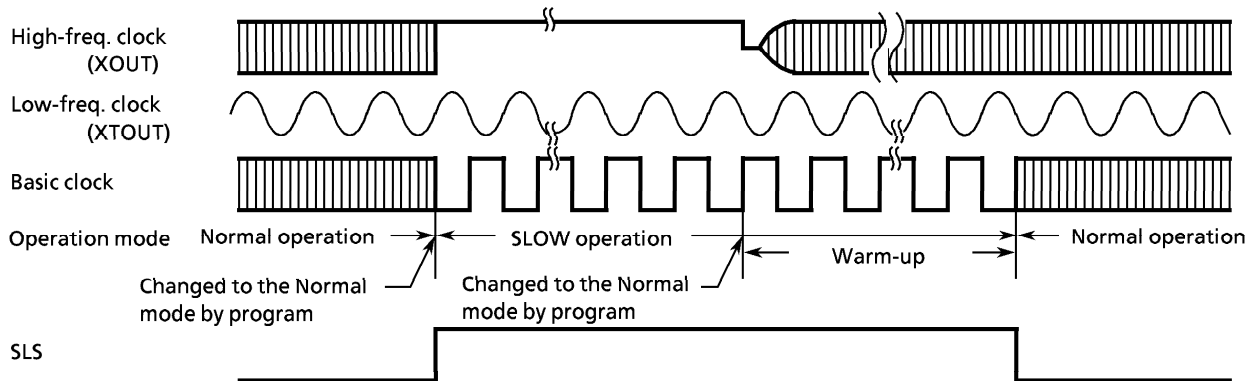 High-freq. clock
(XOUT)
Low-freq. clock
(XTOUT)
Basic clock
Operation mode
Normal operation
SLOW operation
Normal operation
Warm-up
Changed to the Normal
mode by program
Changed to the Normal
mode by program
SLS